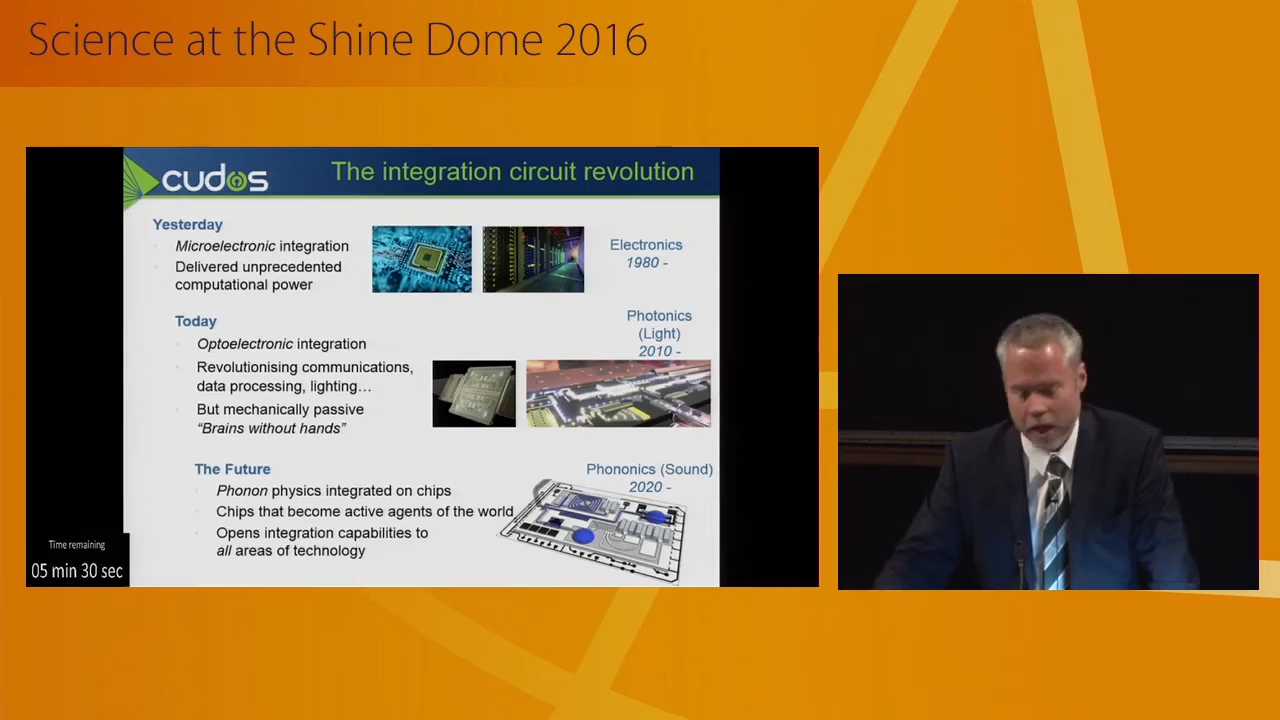 Science at the Shine Dome 2016
cudos
The integration circuit revolution
Yesterday
Microelectronic integration
Delivered unprecedented
computational power
Electronics
1980 -
Today
Optoelectronic integration
Revolutionising communications,
data processing, lighting…
But mechanically passive
“Brains without hands”
Photonics
(Light)
2010 -
The Future
Phonon physics integrated on chips
Chips that become active agents of the world
Opens integration capabilities to
all areas of technology
Phononics (Sound)
2020 -
Time remaining
05 min 30 sec